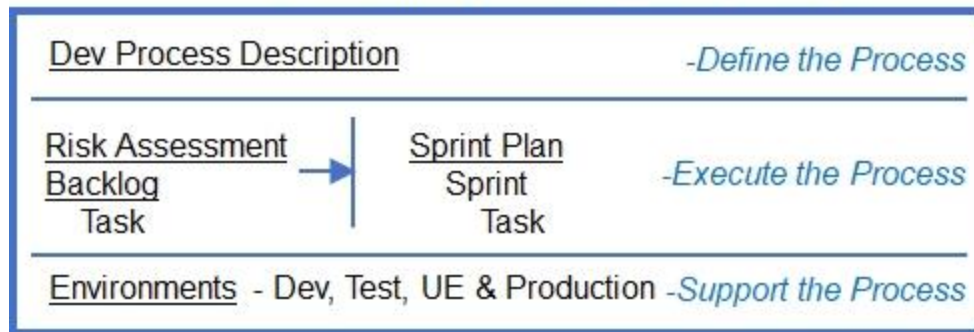 Dev Process Description -Define the Process
Risk Assessment
Backlog
Task
Sprint Plan
Sprint
Task
-Execute the Process
Environments - Dev, Test, UE & Production -Support the Process